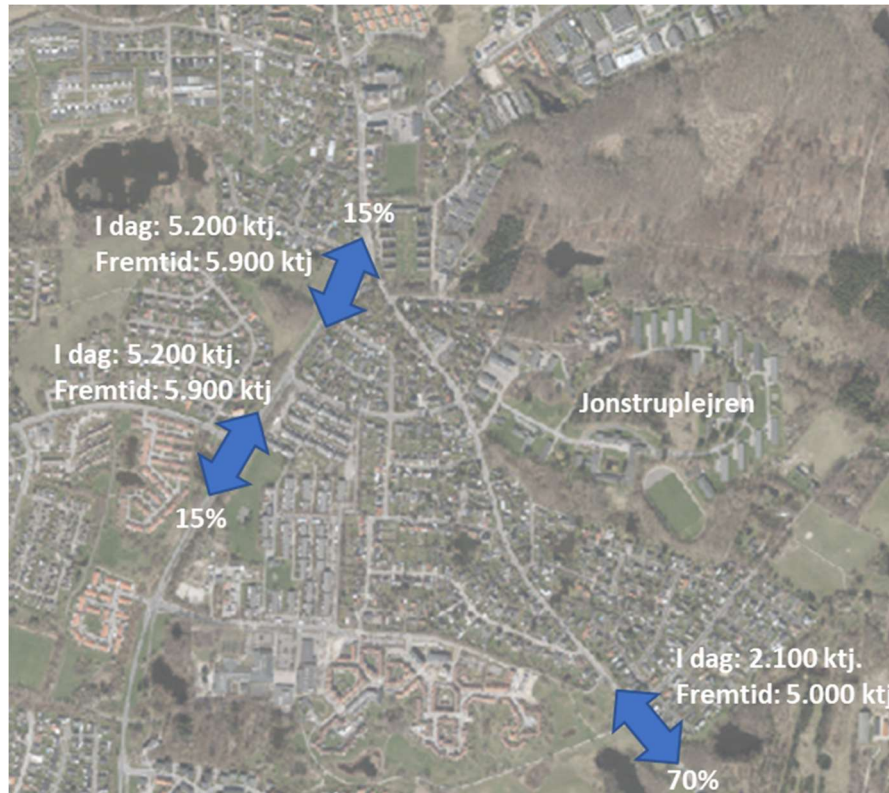 15%
I dag: 5.200 ktj.
Fremtid: 5.900 ktj
I dag: 5.200 ktj.
Fremtid: 5.900 ktj
Jonstruplejren
15%
I dag: 2.100 ktj.
Fremtid: 5.000 ktj
70%